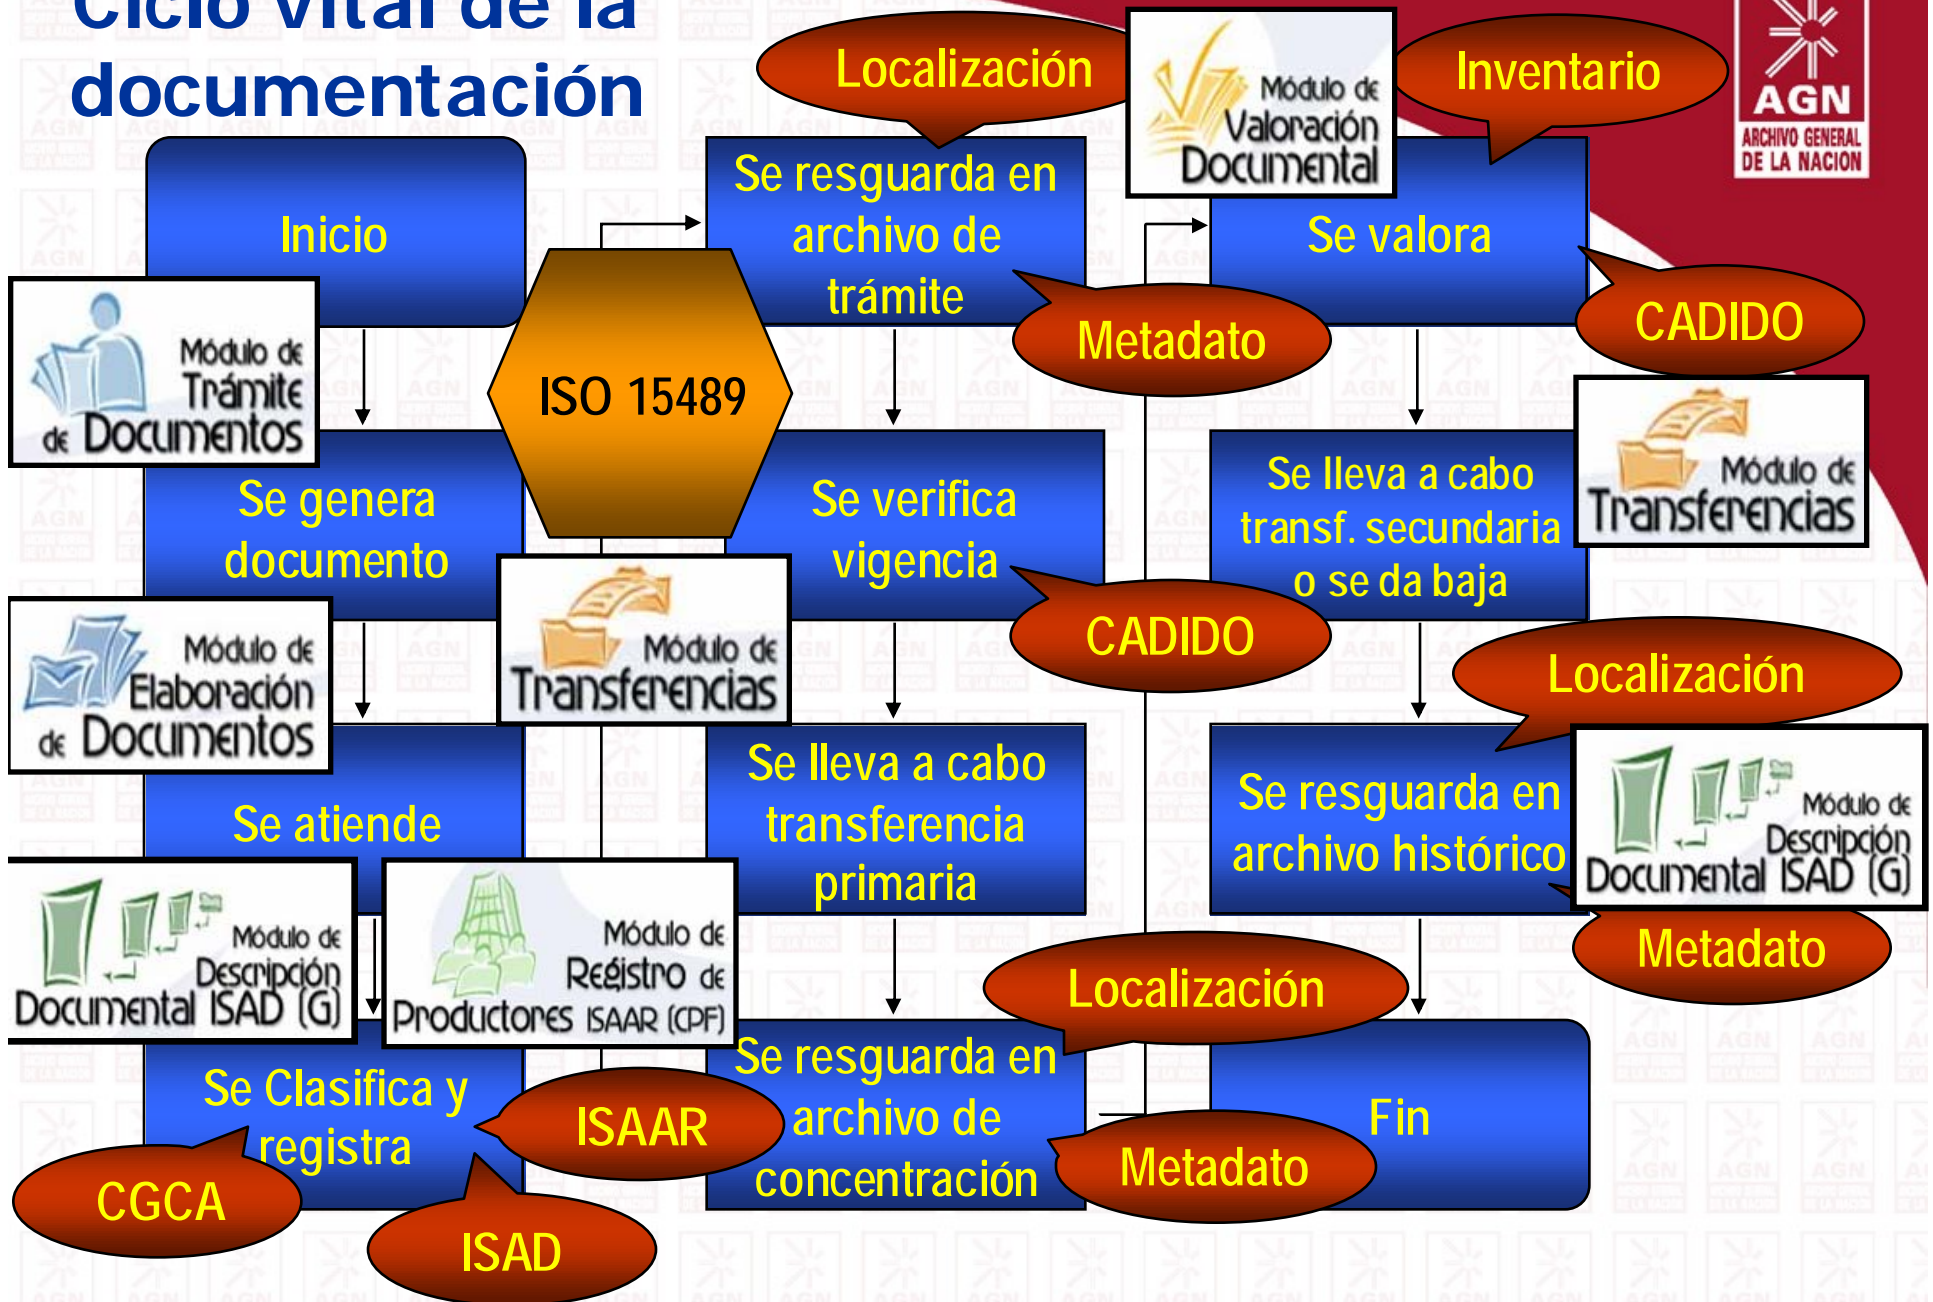 Ciclo vital de la
documentación
Localización
Módulo de
Valoración
Documental
Inventario
AGN
ARCHIVO GENERAL
DE LA NACION
Inicio
Se resguarda en
archivo de
trámite
Se valora
Metadato
CADIDO
Módulo de
Trámite
de Documentos
ISO 15489
Se genera
documento
Se verifica
vigencia
Se lleva a cabo
transf. secundaria
o se da baja
Módulo de
Transferencias
CADIDO
Módulo de
Elaboración
de Documentos
Módulo de
Transferencias
Localización
Se atiende
Se lleva a cabo
transferencia
primaria
Se resguarda en
archivo histórico
Módulo de
Descripción
Documental ISAD (G)
Metadato
Módulo de
Descripción
Documental ISAD (G)
Módulo de
Registro de
Productores ISAAR (CPF)
Localización
Se Clasifica y
registra
ISAAR
CGCA
ISAD
Se resguarda en
archivo de
concentración
Metadato
Fin